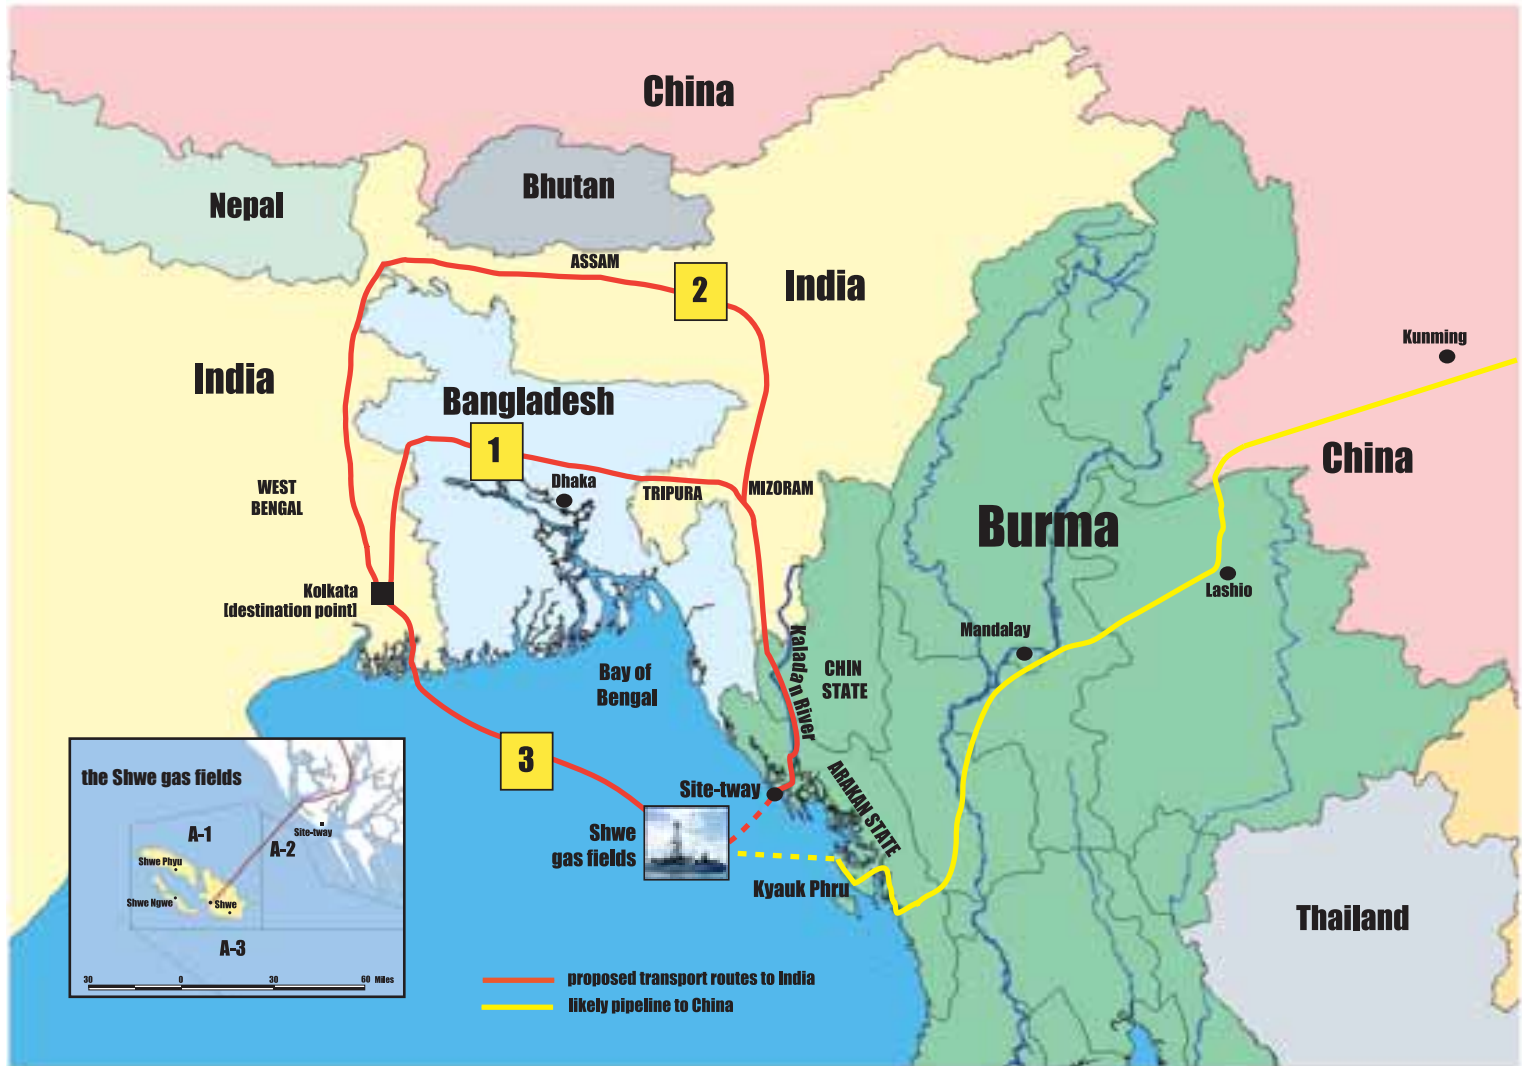 China
Bhutan
Nepal
ASSAM
2
India
Kunming
India
Bangladesh
1
China
WEST
BENGAL
Dhaka
TRIPURA
MIZORAM
Burma
Kolkata
[destination point]
Lashio
Mandalay
Kaladan River
CHIN
STATE
Bay of
Bengal
3
Site-tway
ARAKAN STATE
Shwe
gas fields
Kyauk Phru
Thailand
the Shwe gas fields
A-1
Site-tway
A-2
Shwe Phyu
Shwe Ngwe
Shwe
A-3
30 0 30 60 Miles
proposed transport routes to India
likely pipeline to China